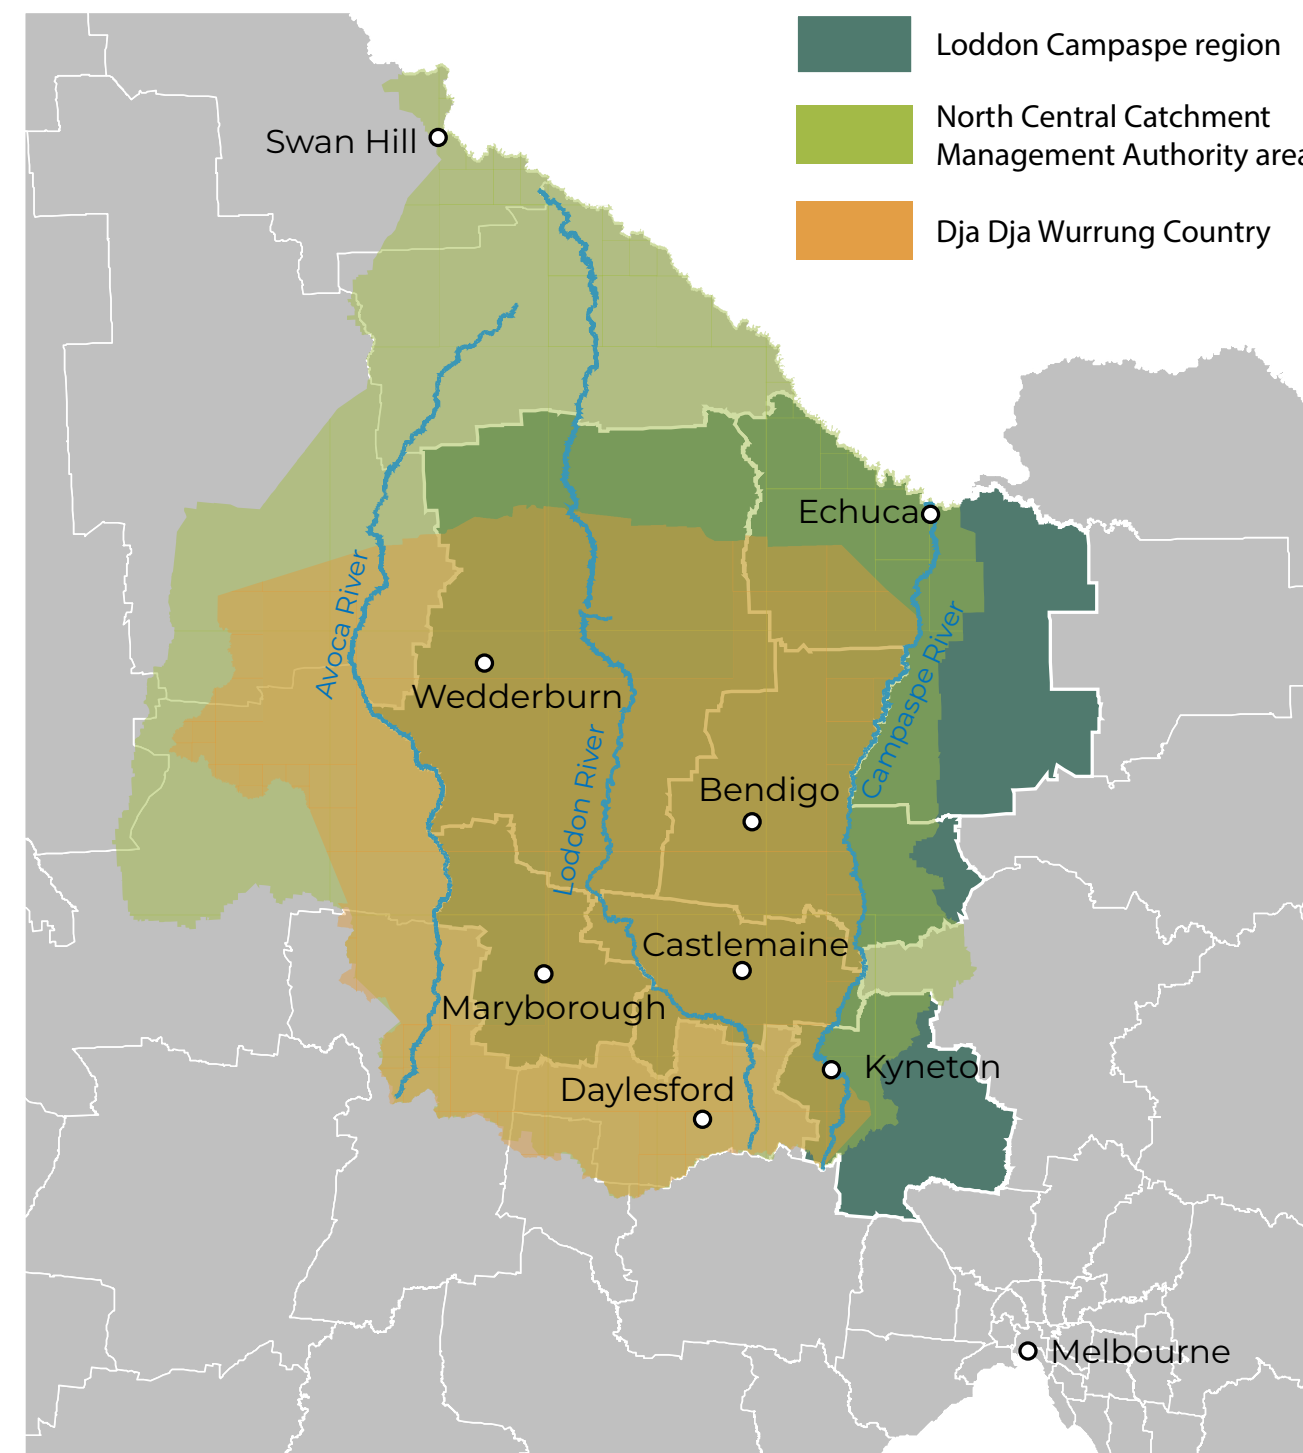 Loddon Campaspe region
North Central Catchment
Management Authority area
Dja Dja Wurrung Country
Swan Hill
Echuca
Avoca River
Campaspe River
Wedderburn
Loddon River
Bendigo
Castlemaine
Maryborough
Kyneton
Daylesford
Melbourne